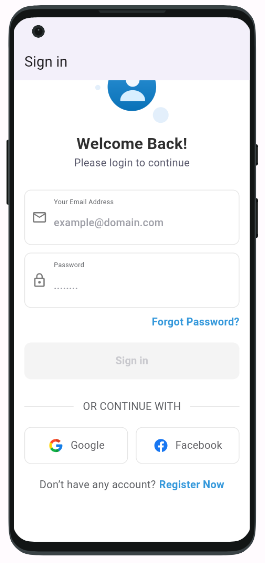 Sign in
Welcome Back!
Please login to continue
Your Email Address
example@domain.com
Password
........
Forgot Password?
Sign in
OR CONTINUE WITH
Google
Facebook
Don't have any account? Register Now